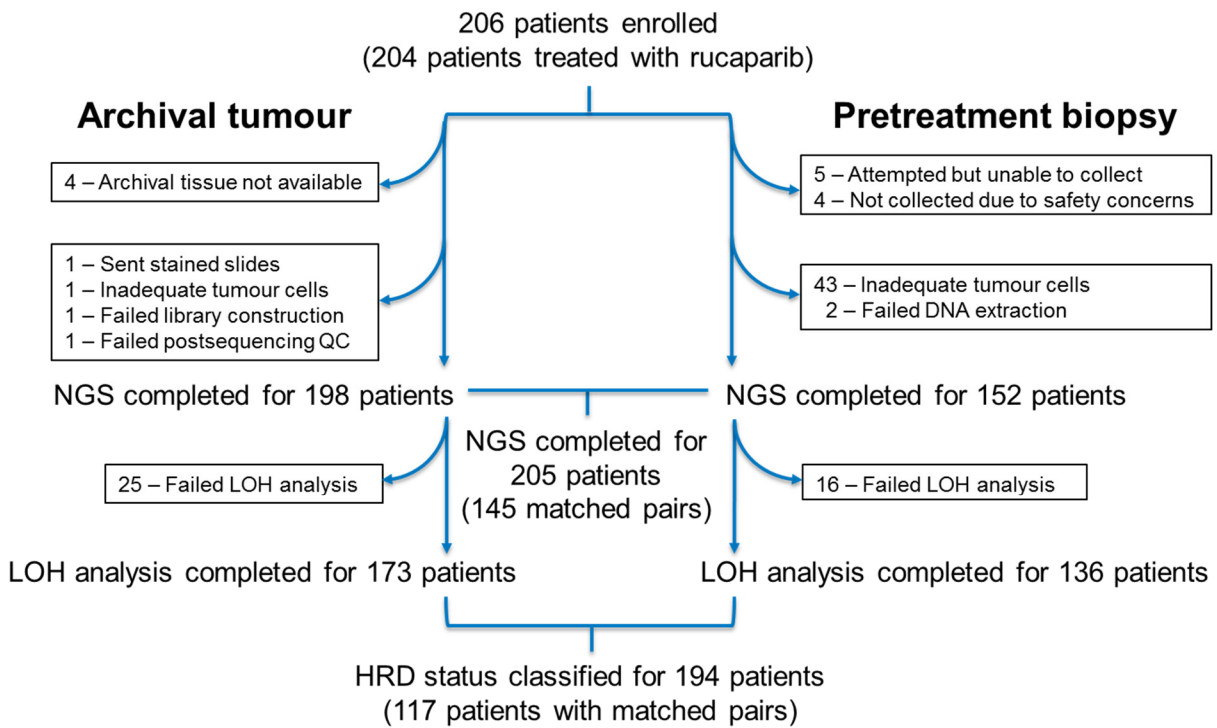 206 patients enrolled
(204 patients treated with rucaparib)
Archival tumour
Pretreatment biopsy
4 – Archival tissue not available
5 – Attempted but unable to collect
4 – Not collected due to safety concerns
1 – Sent stained slides
1 – Inadequate tumour cells
1 – Failed library construction
1 – Failed postsequencing QC
43 – Inadequate tumour cells
2 – Failed DNA extraction
NGS completed for 198 patients
NGS completed for 152 patients
NGS completed for
205 patients
(145 matched pairs)
25 – Failed LOH analysis
16 – Failed LOH analysis
LOH analysis completed for 173 patients
LOH analysis completed for 136 patients
HRD status classified for 194 patients
(117 patients with matched pairs)